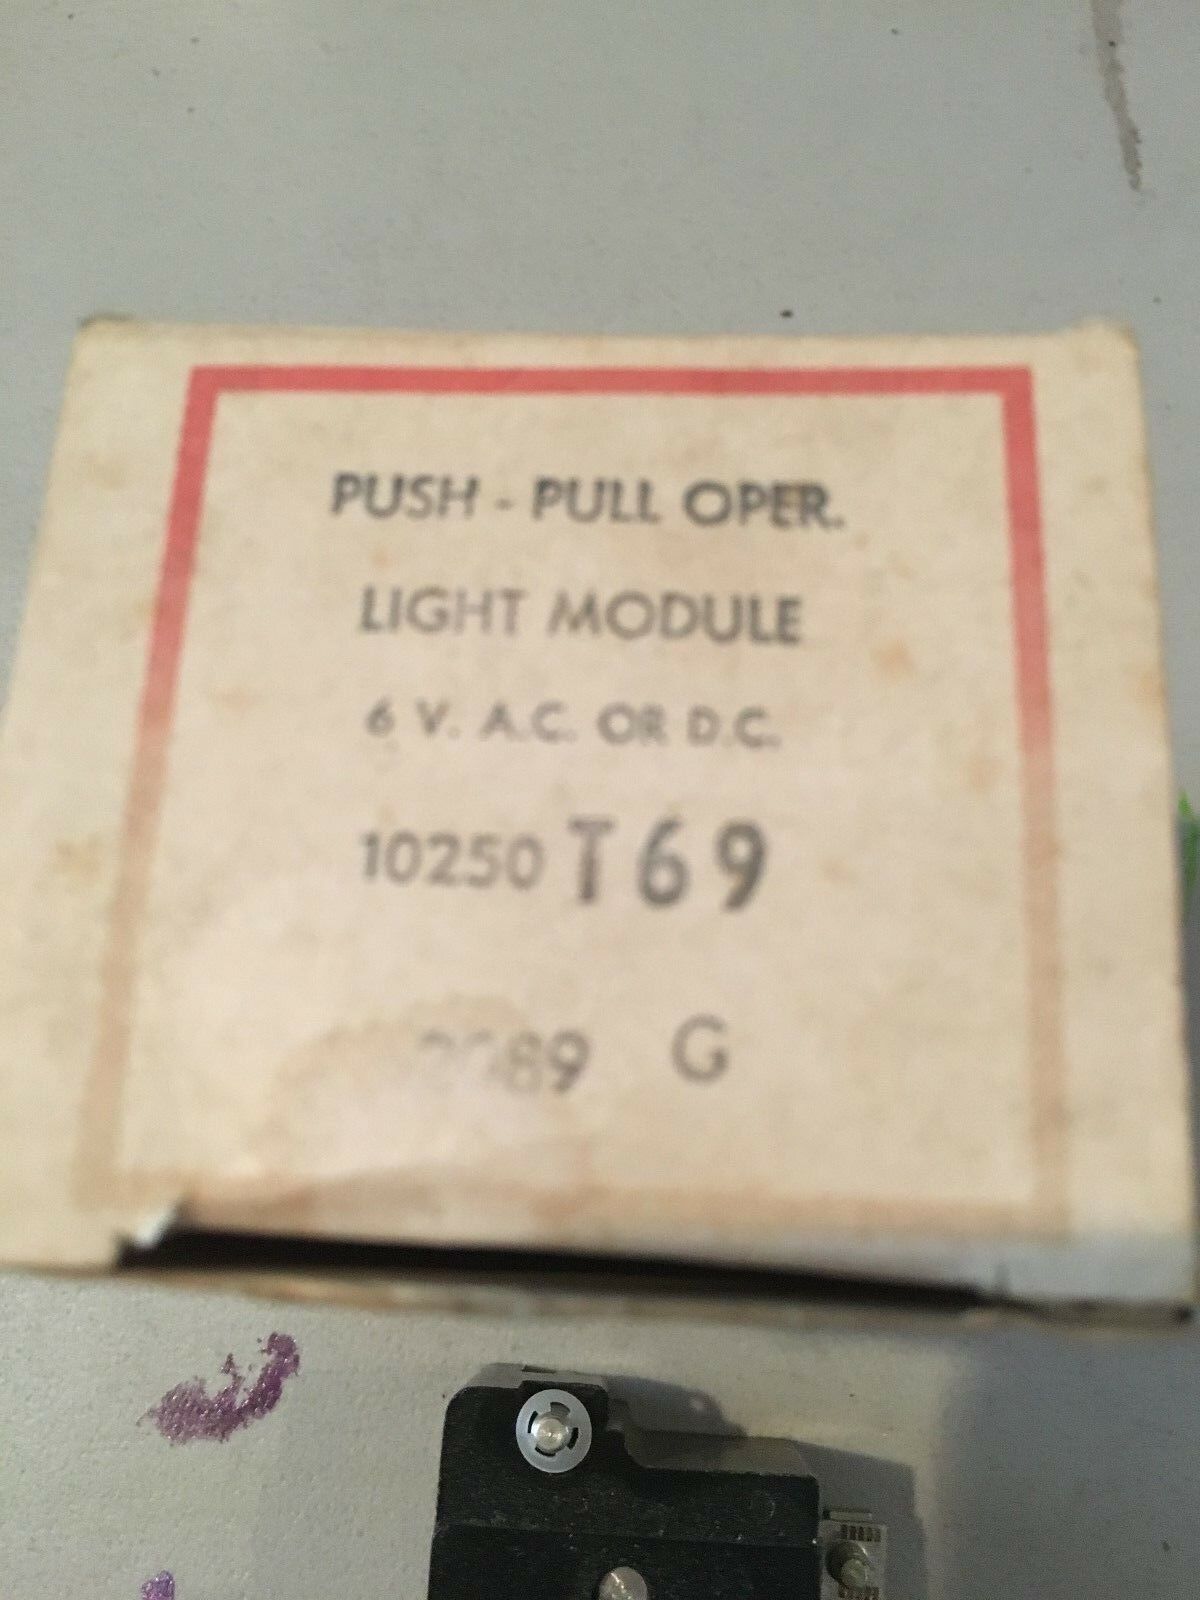 PUSH - PULL OPER.
LIGHT MODULE
6 V. A.C. OR D.C.
10250 T69
G